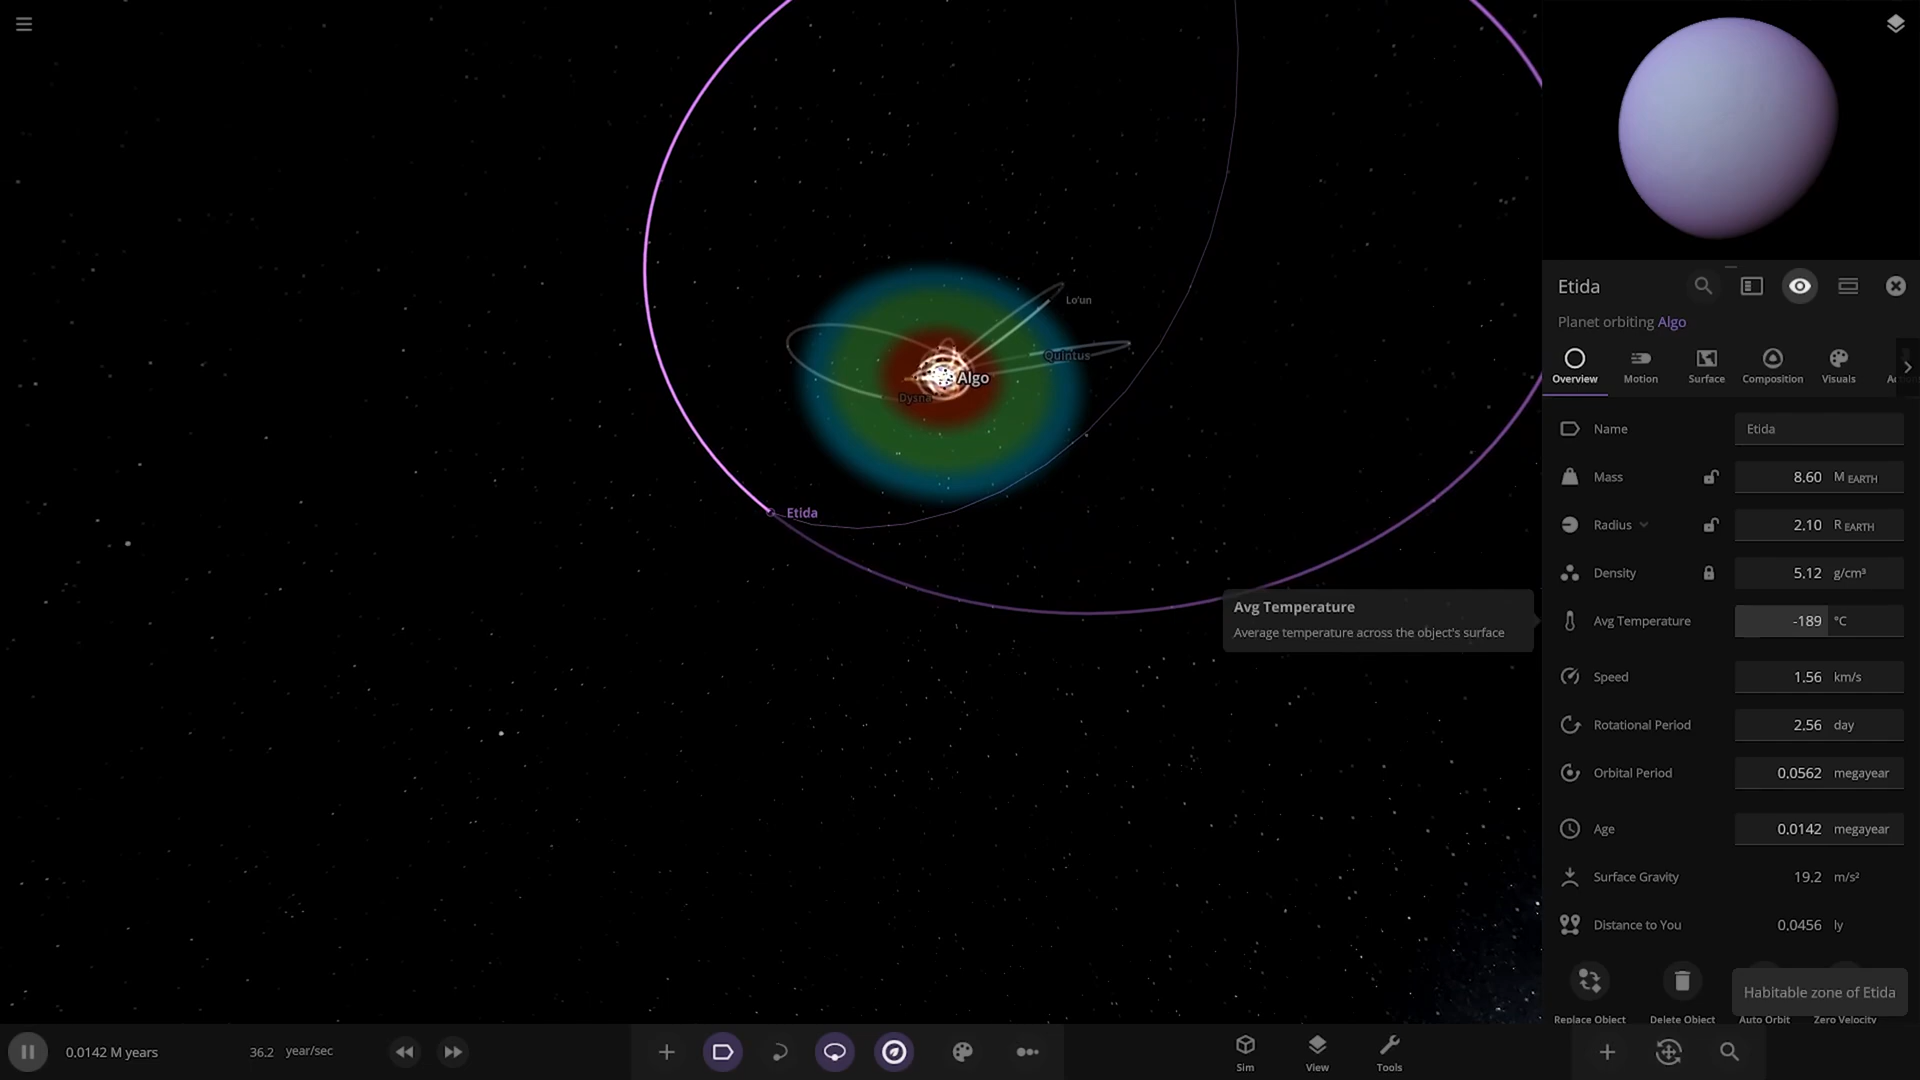 Lo'un
Quintus
Algo
Dysna
Etida
Avg Temperature
Average temperature across the object's surface
Etida
Planet orbiting Algo
Overview
Motion
Surface
Composition
Visuals
Name
Etida
Mass
8.60 M EARTH
Radius
2.10 R EARTH
Density
5.12 g/cm³
Avg Temperature
-189 °C
Speed
1.56 km/s
Rotational Period
2.56 day
Orbital Period
0.0562 megayear
Age
0.0142 megayear
Surface Gravity
19.2 m/s²
Distance to You
0.0456 ly
Habitable zone of Etida
Replace Object
Delete Object
Auto Orbit
Zero Velocity
0.0142 M years
36.2 year/sec
Sim
View
Tools